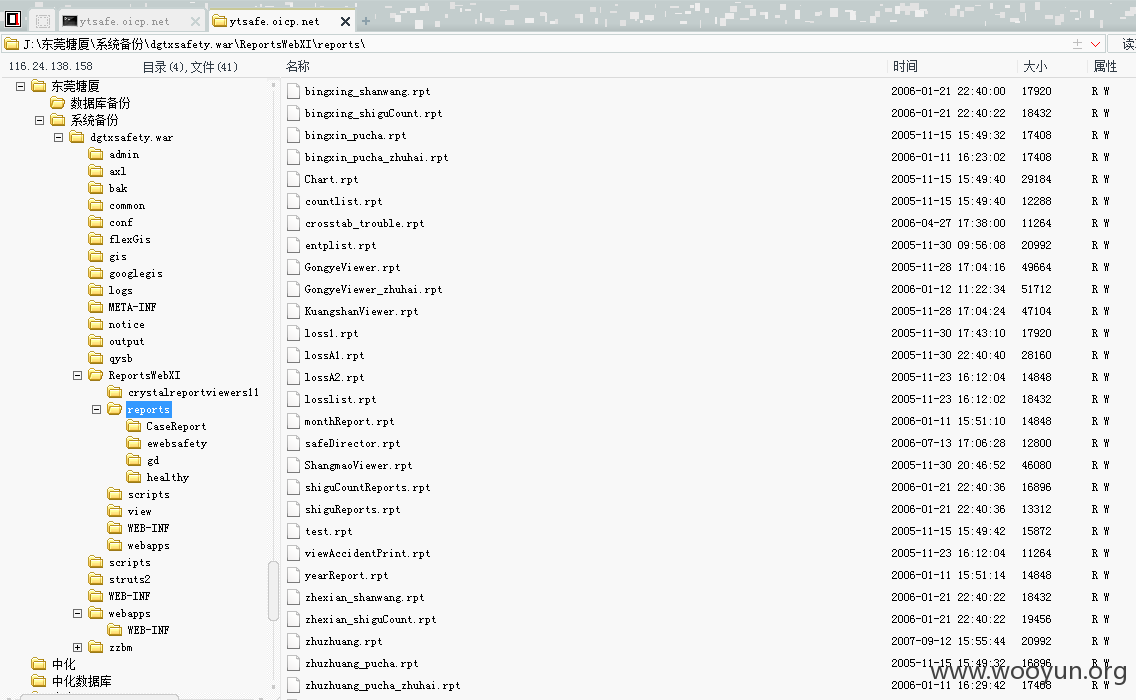 ytsafe.oicp.net
ytsafe.oicp.net
J:\东莞塘厦\系统备份\dgtxsafety.war\ReportsWebXI\reports\
读
116.24.138.158 目录(4),文件(41) 名称 时间 大小 属性
东莞塘厦
数据库备份
系统备份
dgtxsafety.war
admin
axl
bak
common
conf
flexGis
gis
googlegis
logs
META-INF
notice
output
qysb
ReportsWebXI
crystalreportviewers11
reports
CaseReport
ewebsafety
gd
healthy
scripts
view
WEB-INF
webapps
scripts
struts2
WEB-INF
webapps
WEB-INF
zzbm
中化
中化数据库
bingxing_shanwang.rpt 2006-01-21 22:40:00 17920 R W
bingxing_shiguCount.rpt 2006-01-21 22:40:22 18432 R W
bingxin_pucha.rpt 2005-11-15 15:49:32 17408 R W
bingxin_pucha_zhuhai.rpt 2006-01-11 16:23:02 17408 R W
Chart.rpt 2005-11-15 15:49:40 29184 R W
countlist.rpt 2005-11-15 15:49:40 12288 R W
crosstab_trouble.rpt 2006-04-27 17:38:00 11264 R W
entplist.rpt 2005-11-30 09:56:08 20992 R W
GongyeViewer.rpt 2005-11-28 17:04:16 49664 R W
GongyeViewer_zhuhai.rpt 2006-01-12 11:22:34 51712 R W
KuangshanViewer.rpt 2005-11-28 17:04:24 47104 R W
loss1.rpt 2005-11-30 17:43:10 17920 R W
lossA1.rpt 2005-11-30 22:40:40 28160 R W
lossA2.rpt 2005-11-23 16:12:04 14848 R W
losslist.rpt 2005-11-23 16:12:02 18432 R W
monthReport.rpt 2006-01-11 15:51:10 14848 R W
safeDirector.rpt 2006-07-13 17:06:28 12800 R W
ShangmaoViewer.rpt 2005-11-30 20:46:52 46080 R W
shiguCountReports.rpt 2006-01-21 22:40:36 16896 R W
shiguReports.rpt 2006-01-21 22:40:36 13312 R W
test.rpt 2005-11-15 15:49:42 15872 R W
viewAccidentPrint.rpt 2005-11-23 16:12:04 11264 R W
yearReport.rpt 2006-01-11 15:51:14 14848 R W
zhexian_shanwang.rpt 2006-01-21 22:40:22 18432 R W
zhexian_shiguCount.rpt 2006-01-21 22:40:22 19456 R W
zhuzhuang.rpt 2007-09-12 15:55:44 20992 R W
zhuzhuang_pucha.rpt 2005-11-15 15:49:32 16896 R W
zhuzhuang_pucha_zhuhai.rpt 2006-01-11 16:29:42 17408 R W
www.wooyun.org